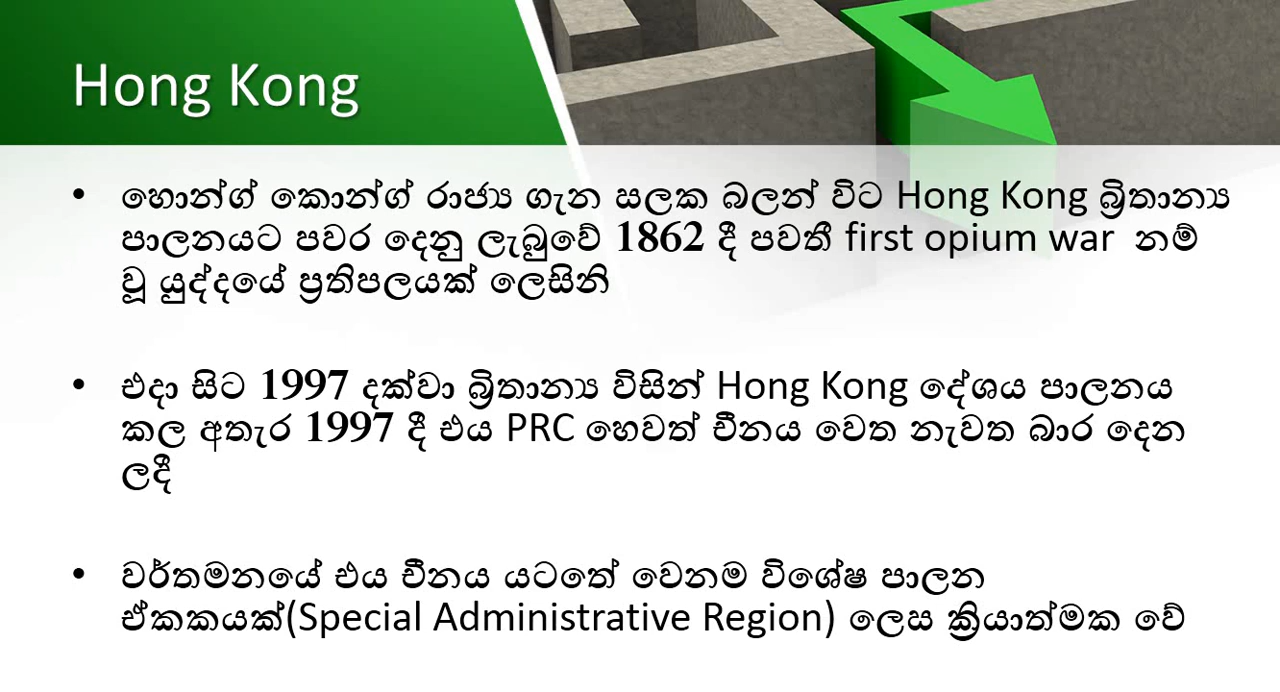 Hong Kong
• හොන්ග් කොන්ග් රාජ්‍ය ගැන සලක බලන් විට Hong Kong බ්‍රිතාන්‍ය
පාලනයට පවර දෙනු ලැබුවේ 1862 දී පවතී first opium war නම්
වූ යුද්දයේ ප්‍රතිපලයක් ලෙසිනි
• එදා සිට 1997 දක්වා බ්‍රිතාන්‍ය විසින් Hong Kong දේශය පාලනය
කල අතැර 1997 දී එය PRC හෙවත් චීනය වෙත නැවත බාර දෙන
ලදී
• වර්තමනයේ එය චීනය යටතේ වෙනම විශේෂ පාලන
ඒකකයක්(Special Administrative Region) ලෙස ක්‍රියාත්මක වේ